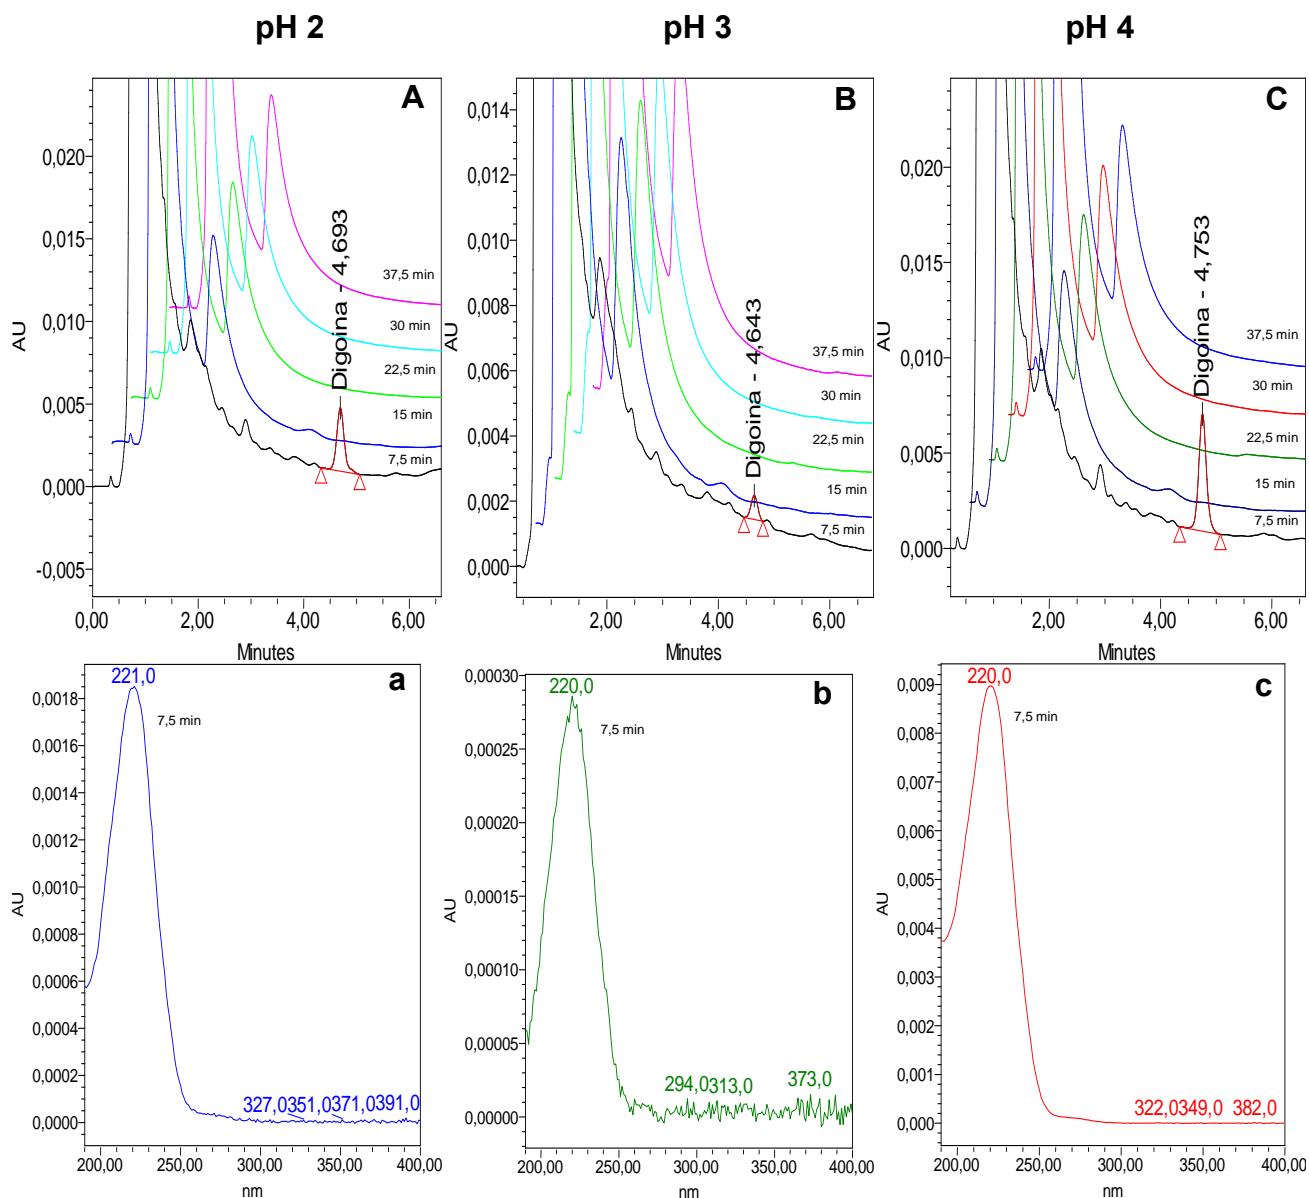 pH 2
pH 3
pH 4
A
AU
0,020
0,015
0,010
0,005
0,000
-0,005
Digoina - 4,693
37,5 min
30 min
22,5 min
15 min
7,5 min
0,00 2,00 4,00 6,00
Minutes
B
AU
0,014
0,012
0,010
0,008
0,006
0,004
0,002
0,000
Digoina - 4,643
37,5 min
30 min
22,5 min
15 min
7,5 min
2,00 4,00 6,00
Minutes
C
AU
0,020
0,015
0,010
0,005
0,000
Digoina - 4,753
37,5 min
30 min
22,5 min
15 min
7,5 min
2,00 4,00 6,00
Minutes
a
221,0
7,5 min
AU
0,0018
0,0016
0,0014
0,0012
0,0010
0,0008
0,0006
0,0004
0,0002
0,0000
327,0351,0371,0391,0
200,00 250,00 300,00 350,00 400,00
nm
b
220,0
7,5 min
AU
0,00030
0,00025
0,00020
0,00015
0,00010
0,00005
0,00000
294,0313,0 373,0
200,00 250,00 300,00 350,00 400,00
nm
c
220,0
7,5 min
AU
0,009
0,008
0,007
0,006
0,005
0,004
0,003
0,002
0,001
0,000
322,0349,0 382,0
200,00 250,00 300,00 350,00 400,00
nm